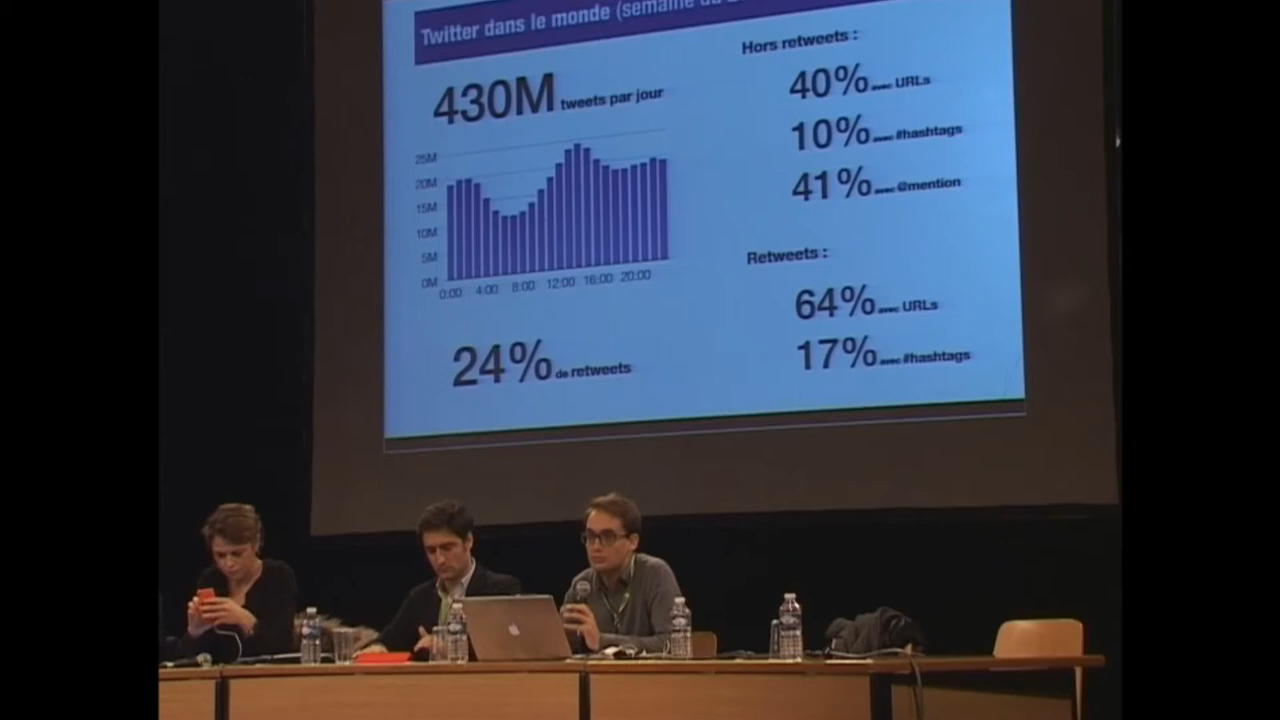 Twitter dans le monde (semaine du
430M tweets par jour
25M
20M
15M
10M
5M
0M
0:00 4:00 8:00 12:00 16:00 20:00
24% de retweets
Hors retweets :
40% avec URLs
10% avec #hashtags
41% avec @mention
Retweets :
64% avec URLs
17% avec #hashtags